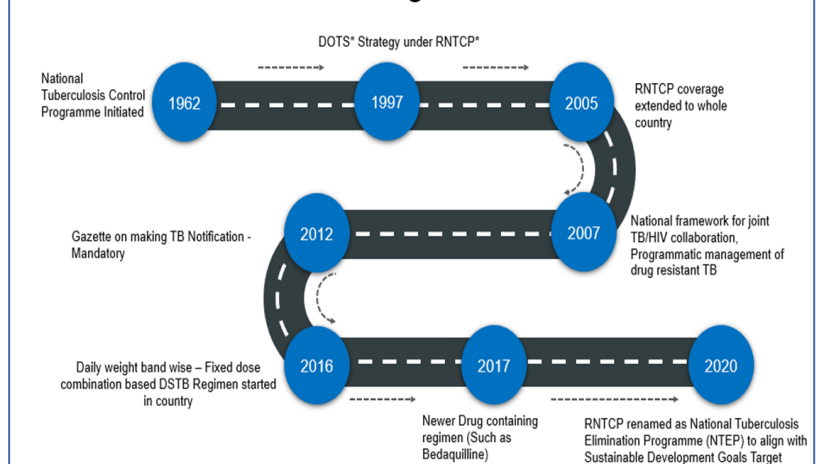 DOTS* Strategy under RNTCP*
National
Tuberculosis Control
Programme Initiated
1962
1997
2005
RNTCP coverage
extended to whole
country
Gazette on making TB Notification -
Mandatory
2012
2007
National framework for joint
TB/HIV collaboration,
Programmatic management of
drug resistant TB
Daily weight band wise – Fixed dose
combination based DSTB Regimen started
in country
2016
2017
2020
Newer Drug containing
regimen (Such as
Bedaquilline)
RNTCP renamed as National Tuberculosis
Elimination Programme (NTEP) to align with
Sustainable Development Goals Target